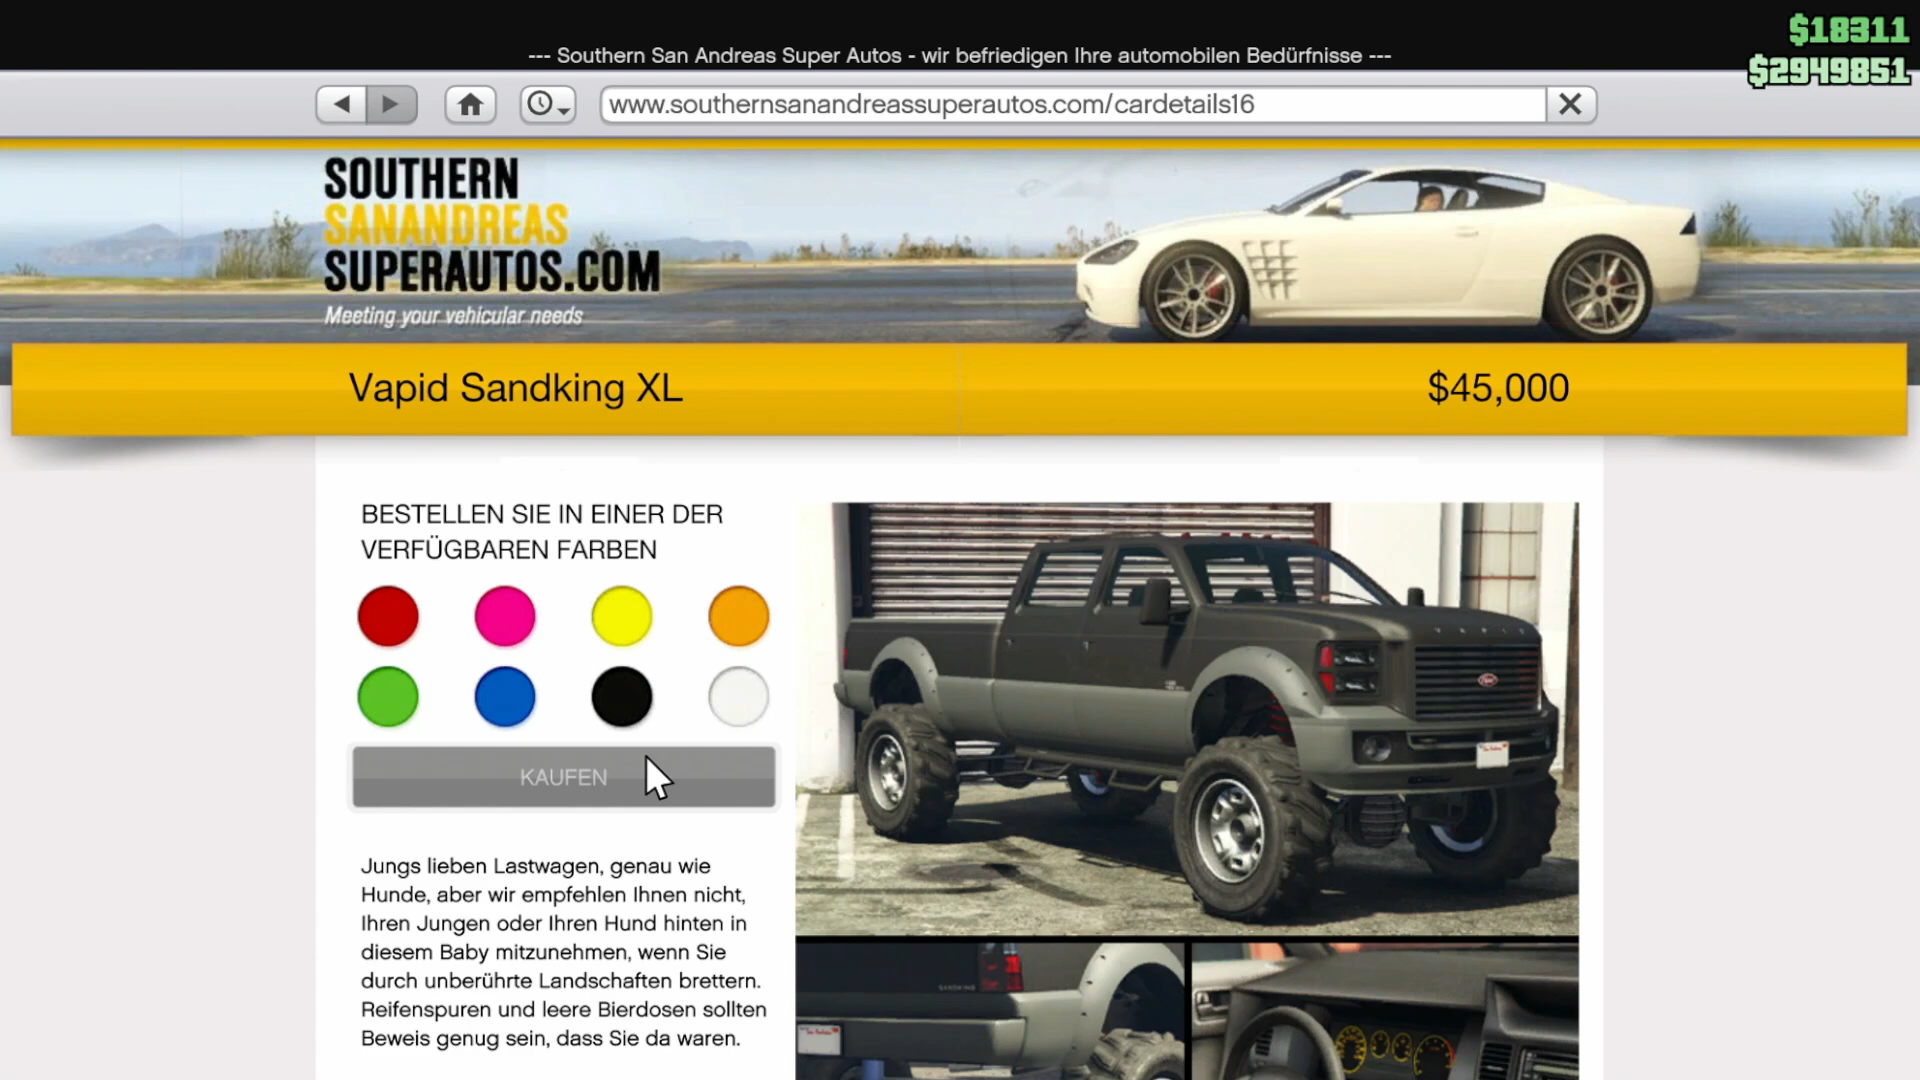 $18311
--- Southern San Andreas Super Autos - wir befriedigen Ihre automobilen Bedürfnisse ---
$2949851
www.southernsanandreassuperautos.com/cardetails16
SOUTHERN
SANANDREAS
SUPERAUTOS.COM
Meeting your vehicular needs
Vapid Sandking XL
$45,000
BESTELLEN SIE IN EINER DER
VERFÜGBAREN FARBEN
KAUFEN
Jungs lieben Lastwagen, genau wie
Hunde, aber wir empfehlen Ihnen nicht,
Ihren Jungen oder Ihren Hund hinten in
diesem Baby mitzunehmen, wenn Sie
durch unberührte Landschaften brettern.
Reifenspuren und leere Bierdosen sollten
Beweis genug sein, dass Sie da waren.
VAPID
SANDKING